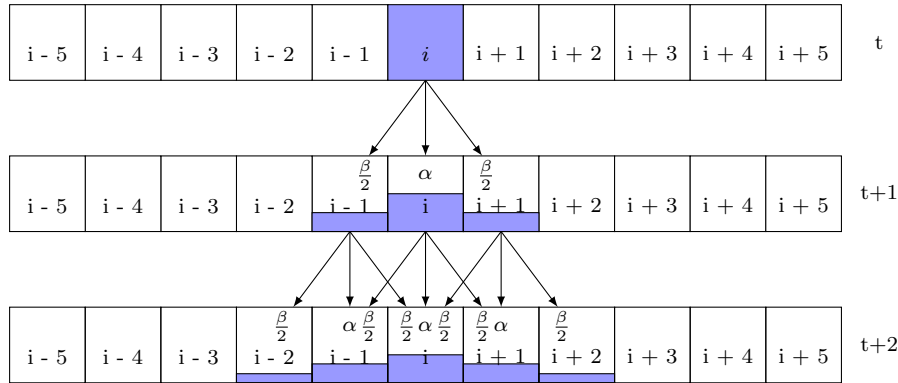 i - 5 i - 4 i - 3 i - 2 i - 1 i i + 1 i + 2 i + 3 i + 4 i + 5 t
β/2 α β/2
i - 5 i - 4 i - 3 i - 2 i - 1 i i + 1 i + 2 i + 3 i + 4 i + 5 t+1
β/2 α β/2 β/2 α β/2 β/2 α β/2
i - 5 i - 4 i - 3 i - 2 i - 1 i i + 1 i + 2 i + 3 i + 4 i + 5 t+2